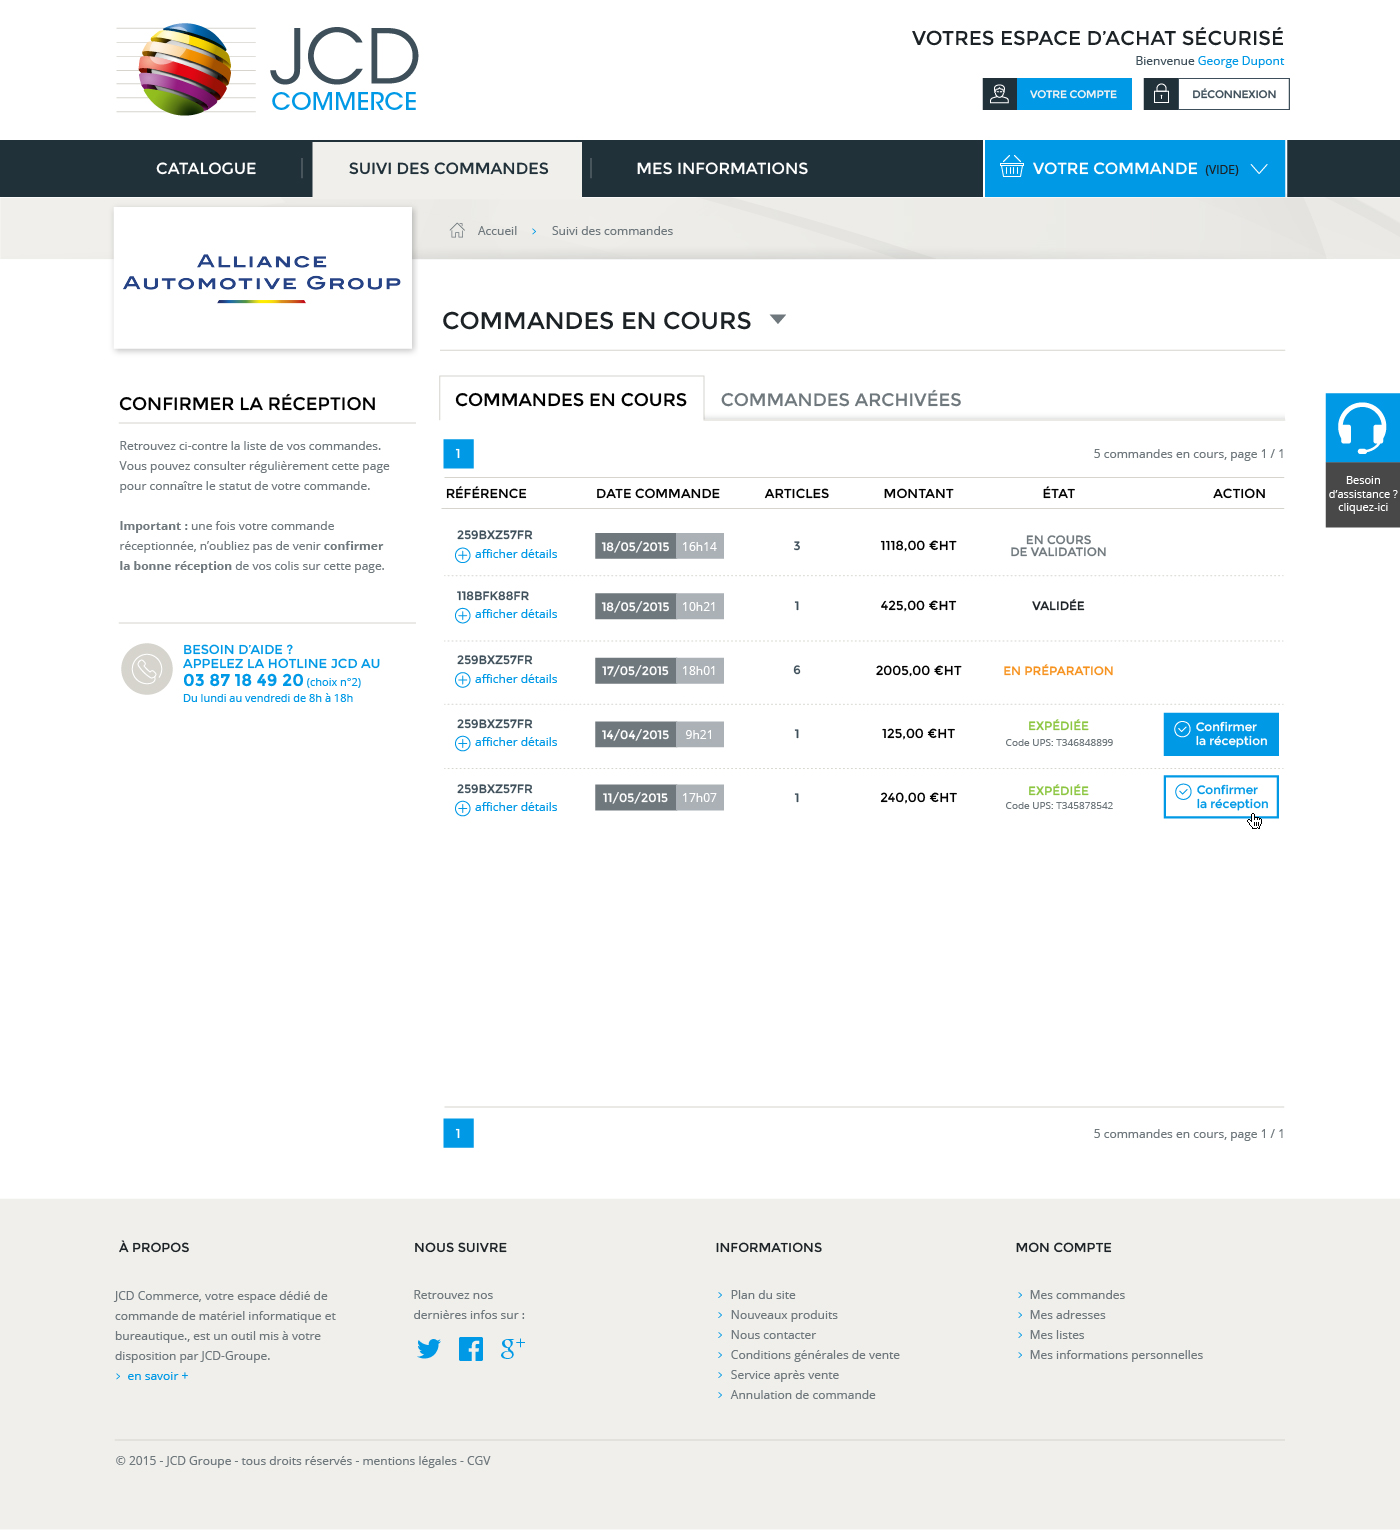 JCD
COMMERCE
VOTRES ESPACE D'ACHAT SÉCURISÉ
Bienvenue George Dupont
VOTRE COMPTE
DÉCONNEXION
CATALOGUE
SUIVI DES COMMANDES
MES INFORMATIONS
VOTRE COMMANDE (VIDE)
ALLIANCE
AUTOMOTIVE GROUP
Accueil > Suivi des commandes
COMMANDES EN COURS
CONFIRMER LA RÉCEPTION
Retrouvez ci-contre la liste de vos commandes.
Vous pouvez consulter régulièrement cette page
pour connaître le statut de votre commande.
Important : une fois votre commande
réceptionnée, n'oubliez pas de venir confirmer
la bonne réception de vos colis sur cette page.
BESOIN D'AIDE ?
APPELEZ LA HOTLINE JCD AU
03 87 18 49 20 (choix n°2)
Du lundi au vendredi de 8h à 18h
COMMANDES EN COURS
COMMANDES ARCHIVÉES
1
5 commandes en cours, page 1 / 1
RÉFÉRENCE DATE COMMANDE ARTICLES MONTANT ÉTAT ACTION
259BXZ57FR
afficher détails
18/05/2015 16h14
3
1118,00 €HT
EN COURS
DE VALIDATION
118BFK88FR
afficher détails
18/05/2015 10h21
1
425,00 €HT
VALIDÉE
259BXZ57FR
afficher détails
17/05/2015 18h01
6
2005,00 €HT
EN PRÉPARATION
259BXZ57FR
afficher détails
14/04/2015 9h21
1
125,00 €HT
EXPÉDIÉE
Code UPS: T346848899
Confirmer
la réception
259BXZ57FR
afficher détails
11/05/2015 17h07
1
240,00 €HT
EXPÉDIÉE
Code UPS: T345878542
Confirmer
la réception
Besoin
d'assistance ?
cliquez-ici
1
5 commandes en cours, page 1 / 1
À PROPOS
JCD Commerce, votre espace dédié de
commande de matériel informatique et
bureautique., est un outil mis à votre
disposition par JCD-Groupe.
> en savoir +
NOUS SUIVRE
Retrouvez nos
dernières infos sur :
g+
INFORMATIONS
> Plan du site
> Nouveaux produits
> Nous contacter
> Conditions générales de vente
> Service après vente
> Annulation de commande
MON COMPTE
> Mes commandes
> Mes adresses
> Mes listes
> Mes informations personnelles
© 2015 - JCD Groupe - tous droits réservés - mentions légales - CGV